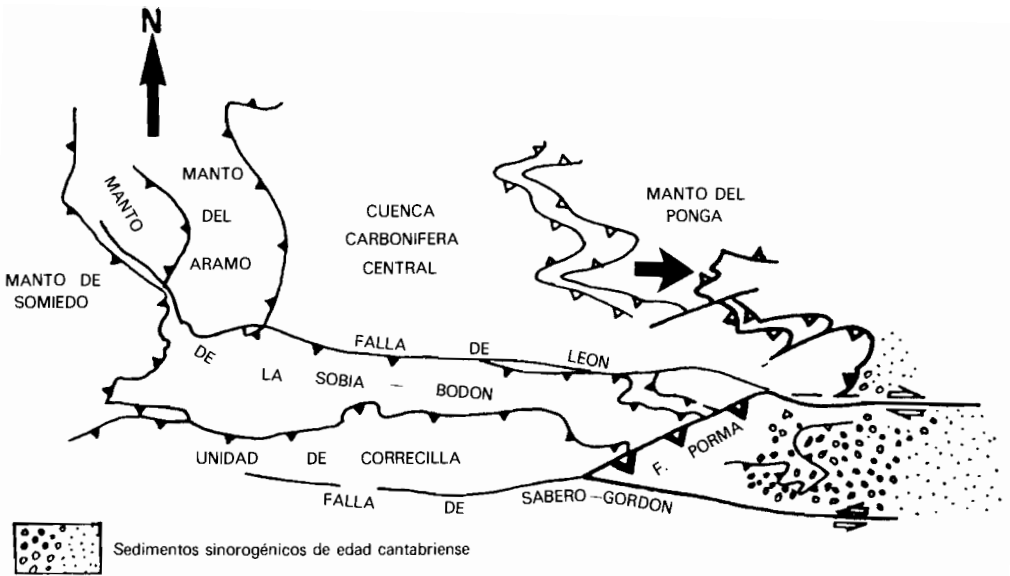 N
MANTO
DEL
ARAMO
MANTO
MANTO DE
SOMIEDO
CUENCA
CARBONIFERA
CENTRAL
MANTO DEL
PONGA
FALLA DE LEON
DE LA SOBIA - BODON
UNIDAD DE CORRECILLA
F. PORMA
FALLA DE SABERO-GORDON
Sedimentos sinorogénicos de edad cantabriense